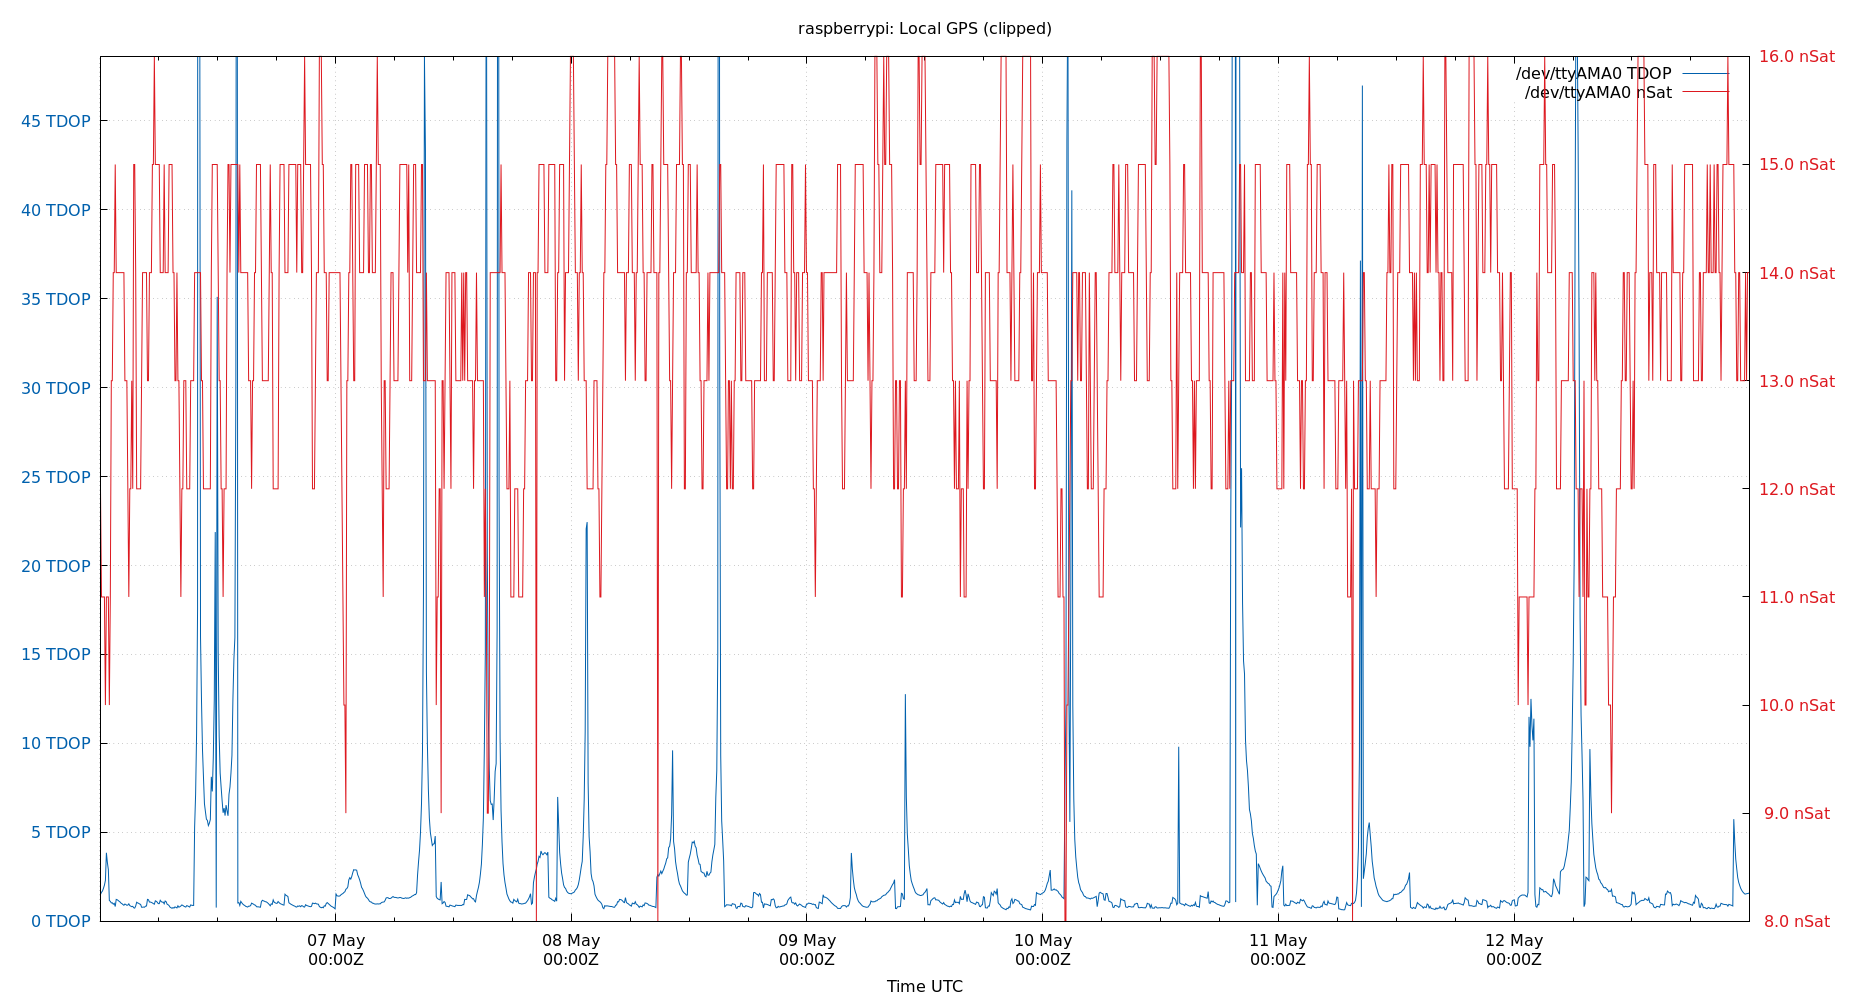 raspberrypi: Local GPS (clipped)
/dev/ttyAMA0 TDOP
/dev/ttyAMA0 nSat
45 TDOP
40 TDOP
35 TDOP
30 TDOP
25 TDOP
20 TDOP
15 TDOP
10 TDOP
5 TDOP
0 TDOP
16.0 nSat
15.0 nSat
14.0 nSat
13.0 nSat
12.0 nSat
11.0 nSat
10.0 nSat
9.0 nSat
8.0 nSat
07 May
00:00Z
08 May
00:00Z
09 May
00:00Z
10 May
00:00Z
11 May
00:00Z
12 May
00:00Z
Time UTC